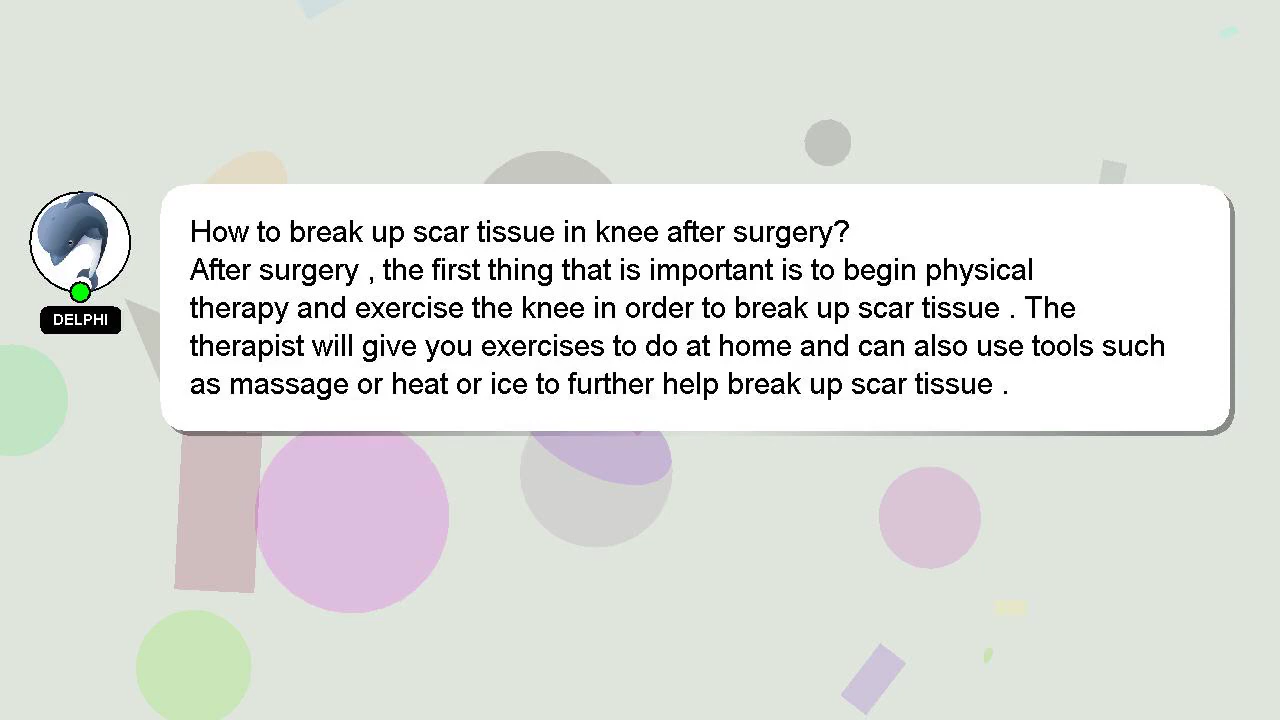 How to break up scar tissue in knee after surgery?
After surgery , the first thing that is important is to begin physical
therapy and exercise the knee in order to break up scar tissue . The
therapist will give you exercises to do at home and can also use tools such
as massage or heat or ice to further help break up scar tissue .
DELPHI